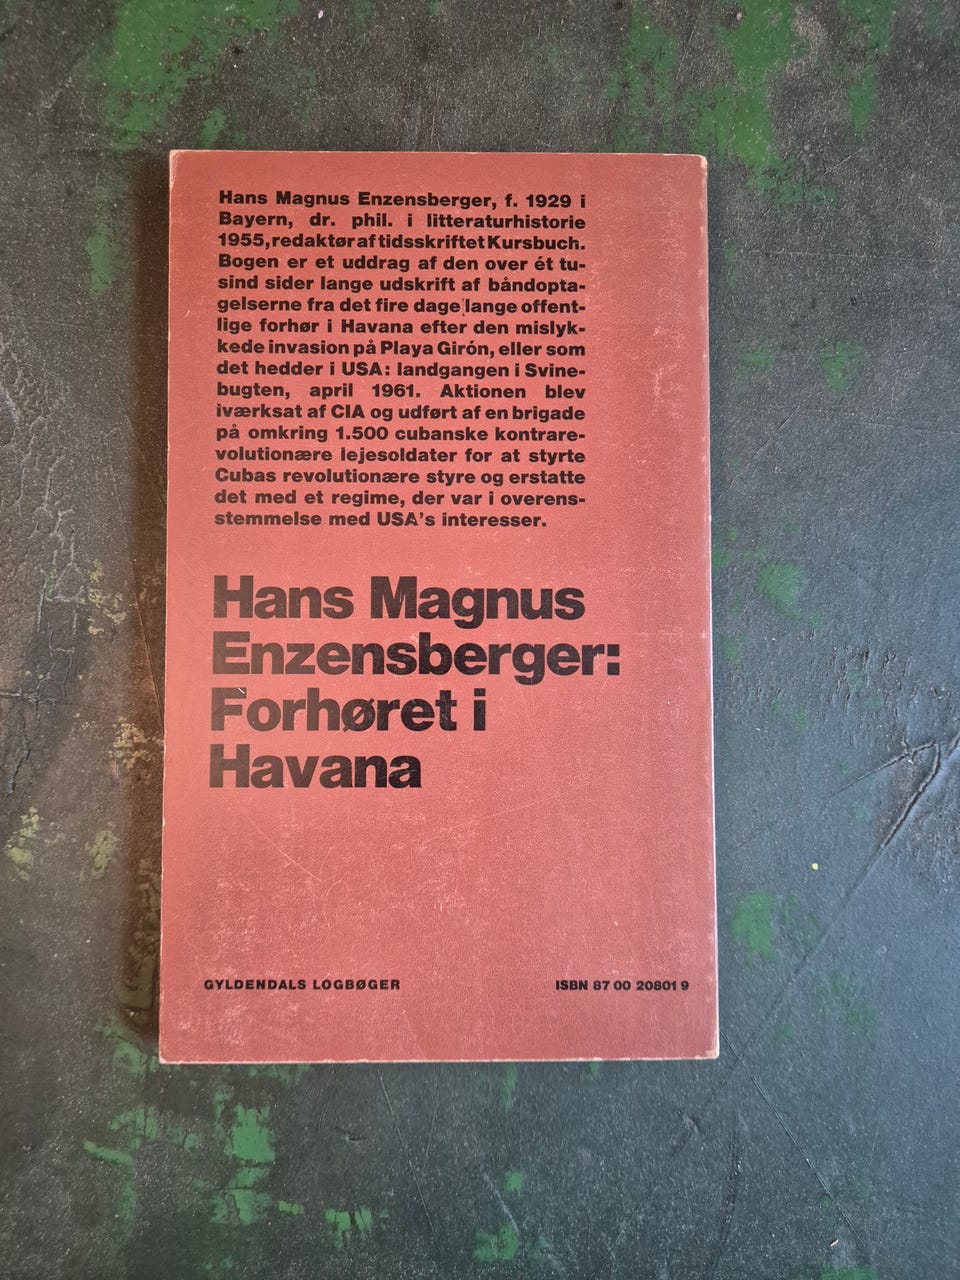 Hans Magnus Enzensberger, f. 1929 i
Bayern, dr. phil. i litteraturhistorie
1955, redaktør af tidsskriftet Kursbuch.
Bogen er et uddrag af den over ét tu-
sind sider lange udskrift af båndopta-
gelserne fra det fire dage lange offent-
lige forhør i Havana efter den mislyk-
kede invasion på Playa Girón, eller som
det hedder i USA: landgangen i Svine-
bugten, april 1961. Aktionen blev
iværksat af CIA og udført af en brigade
på omkring 1.500 cubanske kontrare-
volutionære lejesoldater for at styrte
Cubas revolutionære styre og erstatte
det med et regime, der var i overens-
stemmelse med USA's interesser.
Hans Magnus
Enzensberger:
Forhøret i
Havana
GYLDENDALS LOGBØGER
ISBN 87 00 20801 9